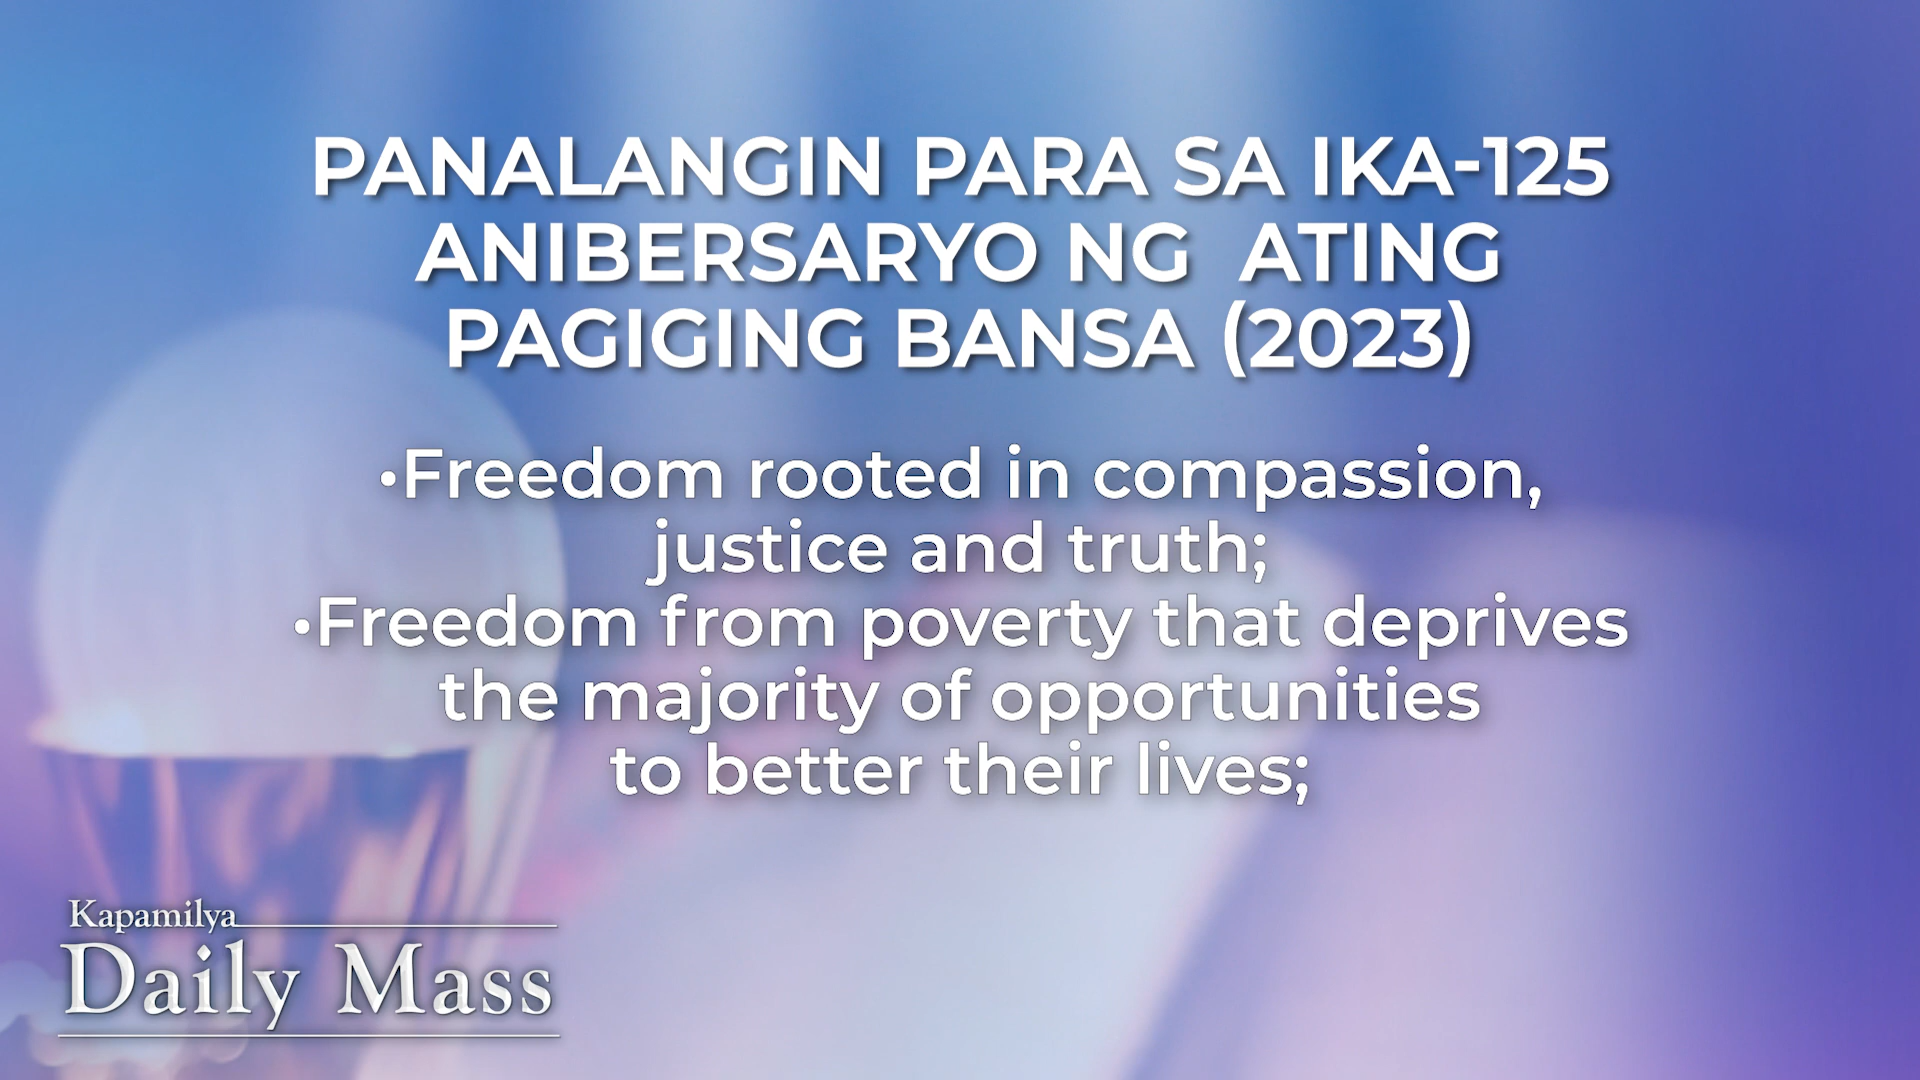 PANALANGIN PARA SA IKA-125
ANIBERSARYO NG ATING
PAGIGING BANSA (2023)
•Freedom rooted in compassion,
justice and truth;
•Freedom from poverty that deprives
the majority of opportunities
to better their lives;
Kapamilya
Daily Mass